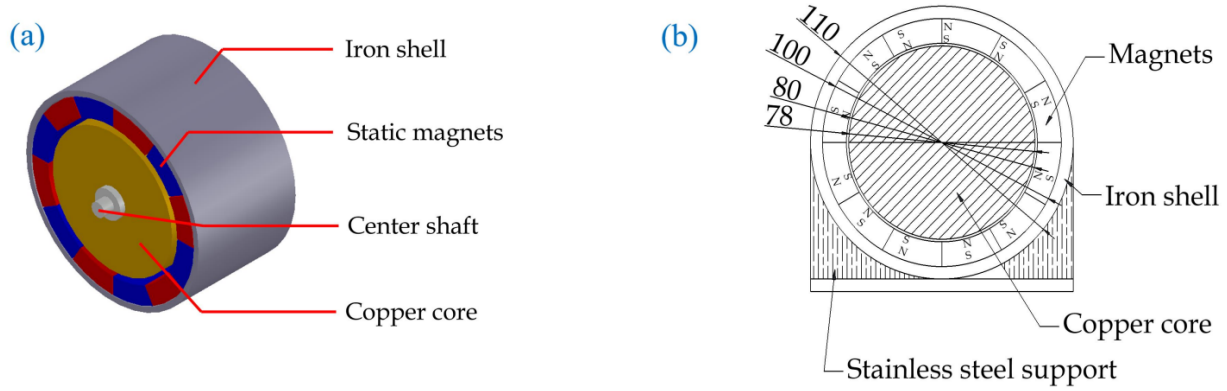 (a)
Iron shell
Static magnets
Center shaft
Copper core
(b)
110
100
80
78
N
S
S
N
N
S
S
N
N
S
S
N
N
S
S
N
N
S
S
N
N
S
S
N
Magnets
Iron shell
Copper core
Stainless steel support